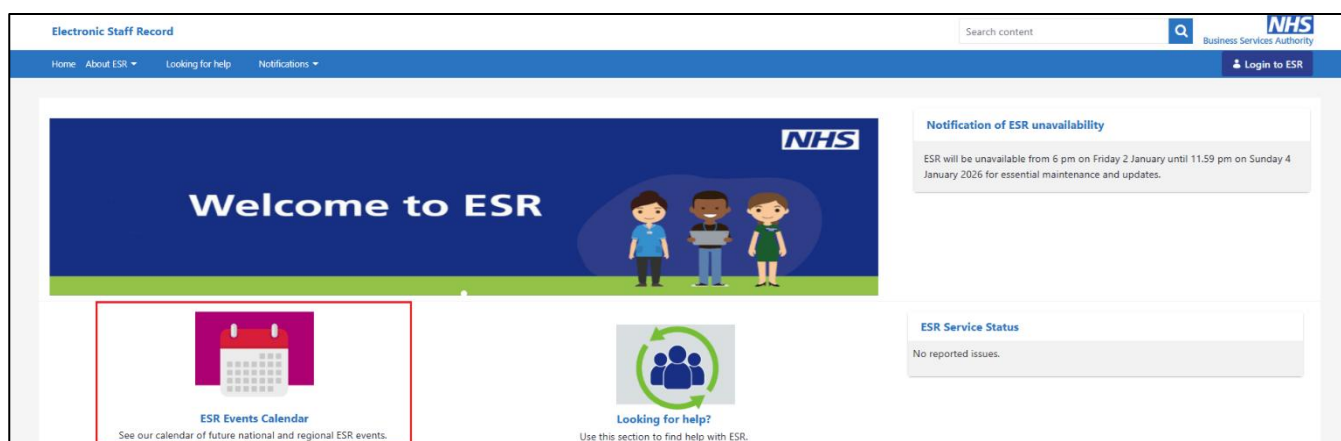 Electronic Staff Record
Search content
NHS
Business Services Authority
Home About ESR Looking for help Notifications
Login to ESR
NHS
Welcome to ESR
Notification of ESR unavailability
ESR will be unavailable from 6 pm on Friday 2 January until 11.59 pm on Sunday 4
January 2026 for essential maintenance and updates.
ESR Events Calendar
See our calendar of future national and regional ESR events.
Looking for help?
Use this section to find help with ESR.
ESR Service Status
No reported issues.